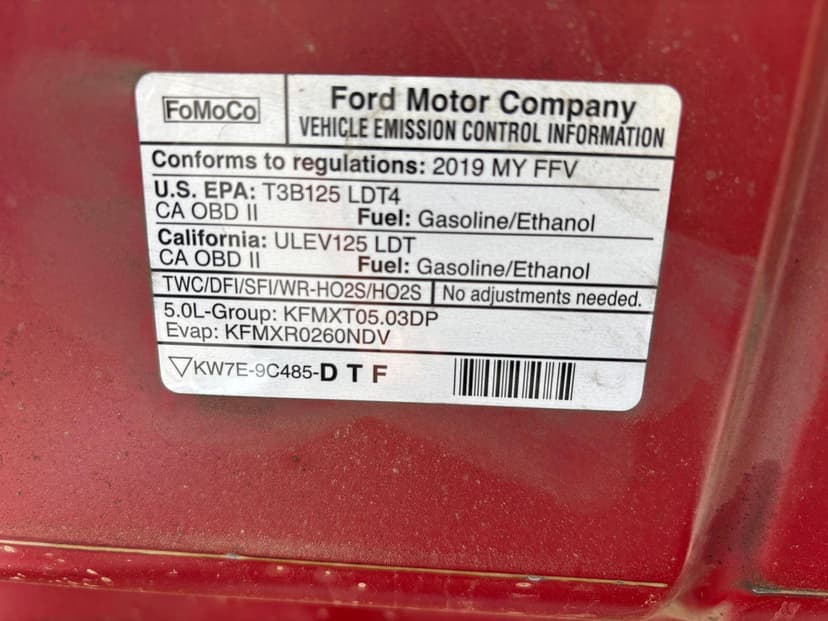 FoMoCo
Ford Motor Company
VEHICLE EMISSION CONTROL INFORMATION
Conforms to regulations: 2019 MY FFV
U.S. EPA: T3B125 LDT4
CA OBD II Fuel: Gasoline/Ethanol
California: ULEV125 LDT
CA OBD II Fuel: Gasoline/Ethanol
TWC/DFI/SFI/WR-HO2S/HO2S No adjustments needed.
5.0L-Group: KFMXT05.03DP
Evap: KFMXR0260NDV
KW7E-9C485-D T F